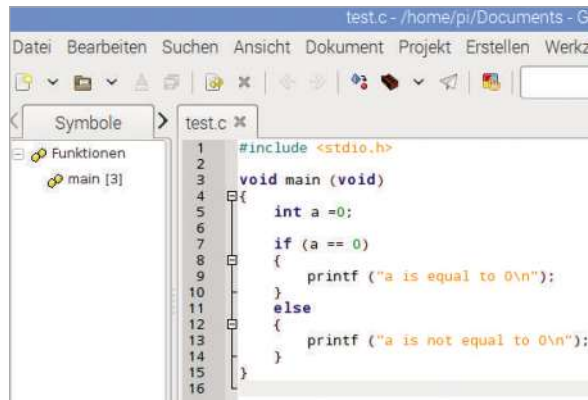 test.c - /home/pi/Documents - G
Datei Bearbeiten Suchen Ansicht Dokument Projekt Erstellen Werkz
Symbole
test.c
Funktionen
main [3]
1 #include <stdio.h>
2
3 void main (void)
4 {
5 int a =0;
6
7 if (a == 0)
8 {
9 printf ("a is equal to 0\n");
10 }
11 else
12 {
13 printf ("a is not equal to 0\n");
14 }
15 }
16